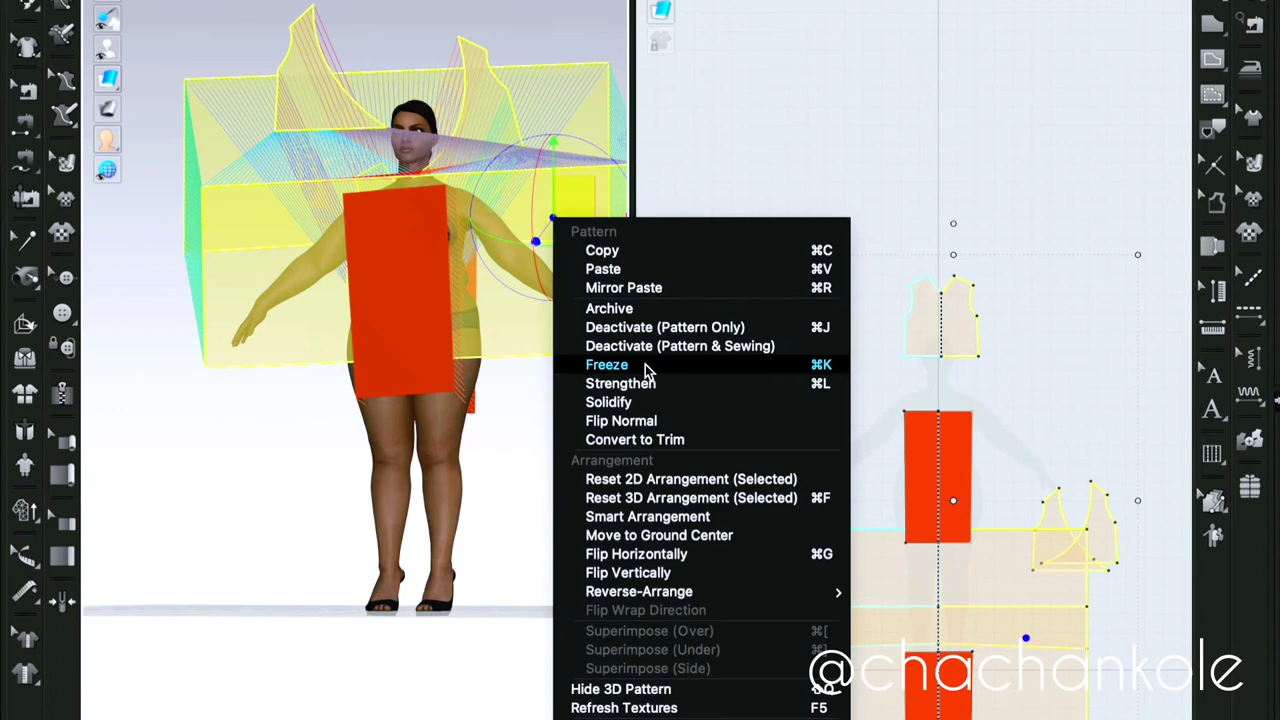 Pattern
Copy ⌘C
Paste ⌘V
Mirror Paste ⌘R
Archive
Deactivate (Pattern Only) ⌘J
Deactivate (Pattern & Sewing)
Freeze ⌘K
Strengthen ⌘L
Solidify
Flip Normal
Convert to Trim
Arrangement
Reset 2D Arrangement (Selected)
Reset 3D Arrangement (Selected) ⌘F
Smart Arrangement
Move to Ground Center
Flip Horizontally ⌘G
Flip Vertically
Reverse-Arrange
Flip Wrap Direction
Superimpose (Over) ⌘[
Superimpose (Under)
Superimpose (Side)
Hide 3D Pattern
Refresh Textures F5
@chachankole